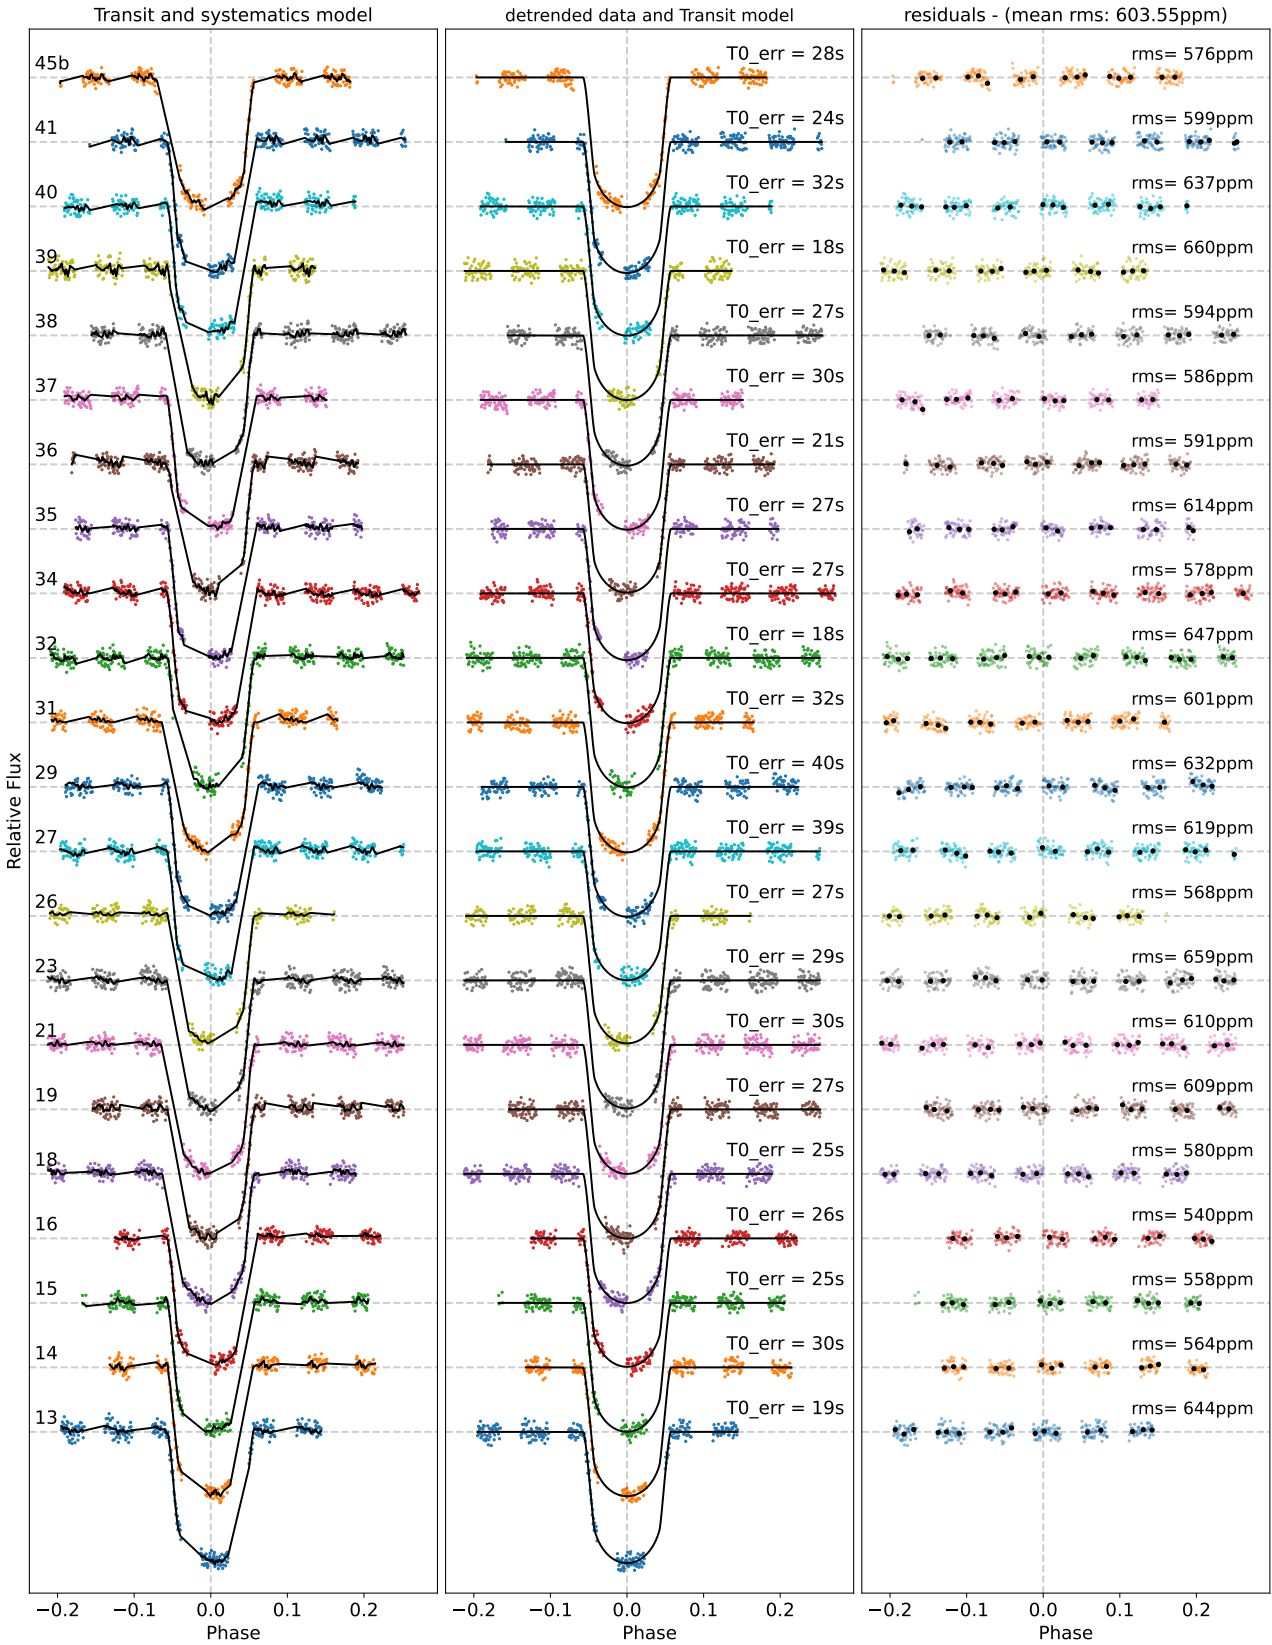 Transit and systematics model
detrended data and Transit model
residuals - (mean rms: 603.55ppm)
45b
T0_err = 28s
rms= 576ppm
41
T0_err = 24s
rms= 599ppm
40
T0_err = 32s
rms= 637ppm
39
T0_err = 18s
rms= 660ppm
38
T0_err = 27s
rms= 594ppm
37
T0_err = 30s
rms= 586ppm
36
T0_err = 21s
rms= 591ppm
35
T0_err = 27s
rms= 614ppm
34
T0_err = 27s
rms= 578ppm
32
T0_err = 18s
rms= 647ppm
31
T0_err = 32s
rms= 601ppm
29
T0_err = 40s
rms= 632ppm
27
T0_err = 39s
rms= 619ppm
26
T0_err = 27s
rms= 568ppm
23
T0_err = 29s
rms= 659ppm
21
T0_err = 30s
rms= 610ppm
19
T0_err = 27s
rms= 609ppm
18
T0_err = 25s
rms= 580ppm
16
T0_err = 26s
rms= 540ppm
15
T0_err = 25s
rms= 558ppm
14
T0_err = 30s
rms= 564ppm
13
T0_err = 19s
rms= 644ppm
Relative Flux
−0.2 −0.1 0.0 0.1 0.2
−0.2 −0.1 0.0 0.1 0.2
−0.2 −0.1 0.0 0.1 0.2
Phase
Phase
Phase